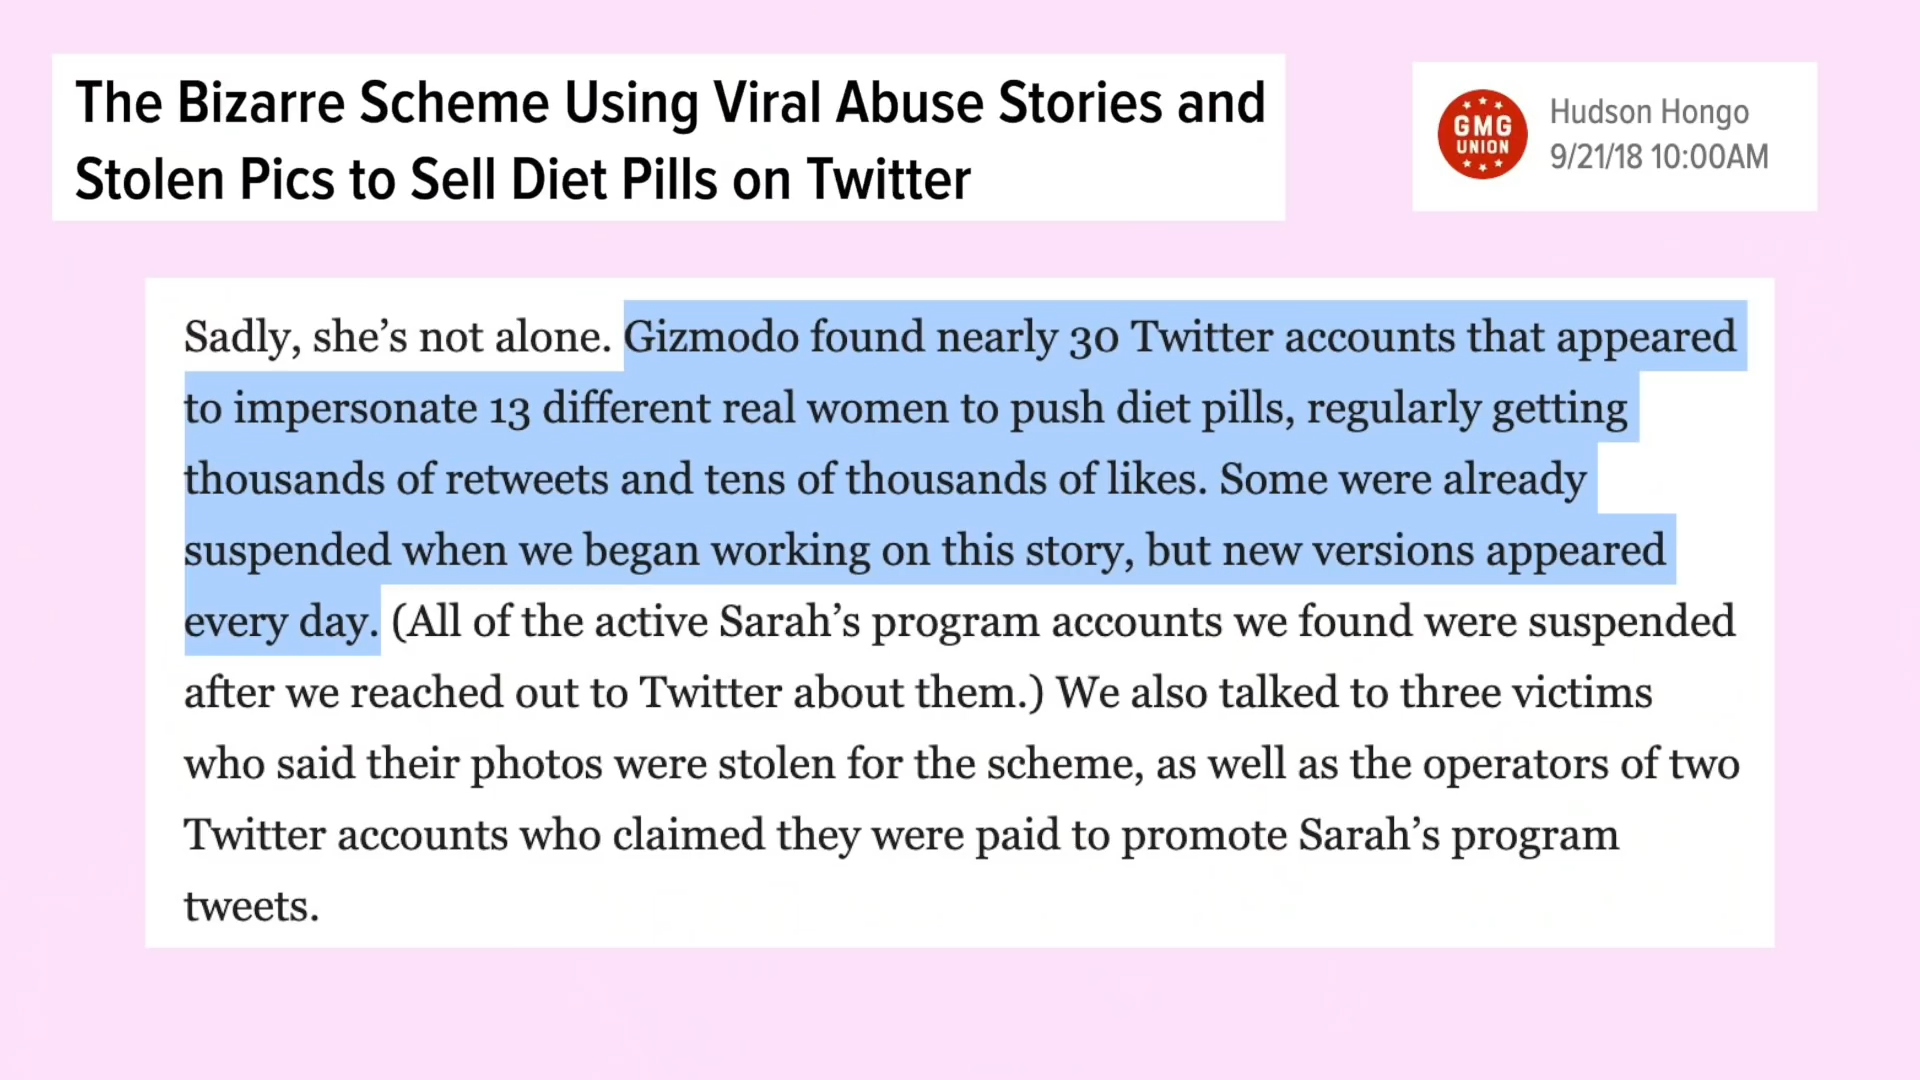 The Bizarre Scheme Using Viral Abuse Stories and
Stolen Pics to Sell Diet Pills on Twitter
GMG
UNION
Hudson Hongo
9/21/18 10:00AM
Sadly, she’s not alone. Gizmodo found nearly 30 Twitter accounts that appeared
to impersonate 13 different real women to push diet pills, regularly getting
thousands of retweets and tens of thousands of likes. Some were already
suspended when we began working on this story, but new versions appeared
every day. (All of the active Sarah’s program accounts we found were suspended
after we reached out to Twitter about them.) We also talked to three victims
who said their photos were stolen for the scheme, as well as the operators of two
Twitter accounts who claimed they were paid to promote Sarah’s program
tweets.